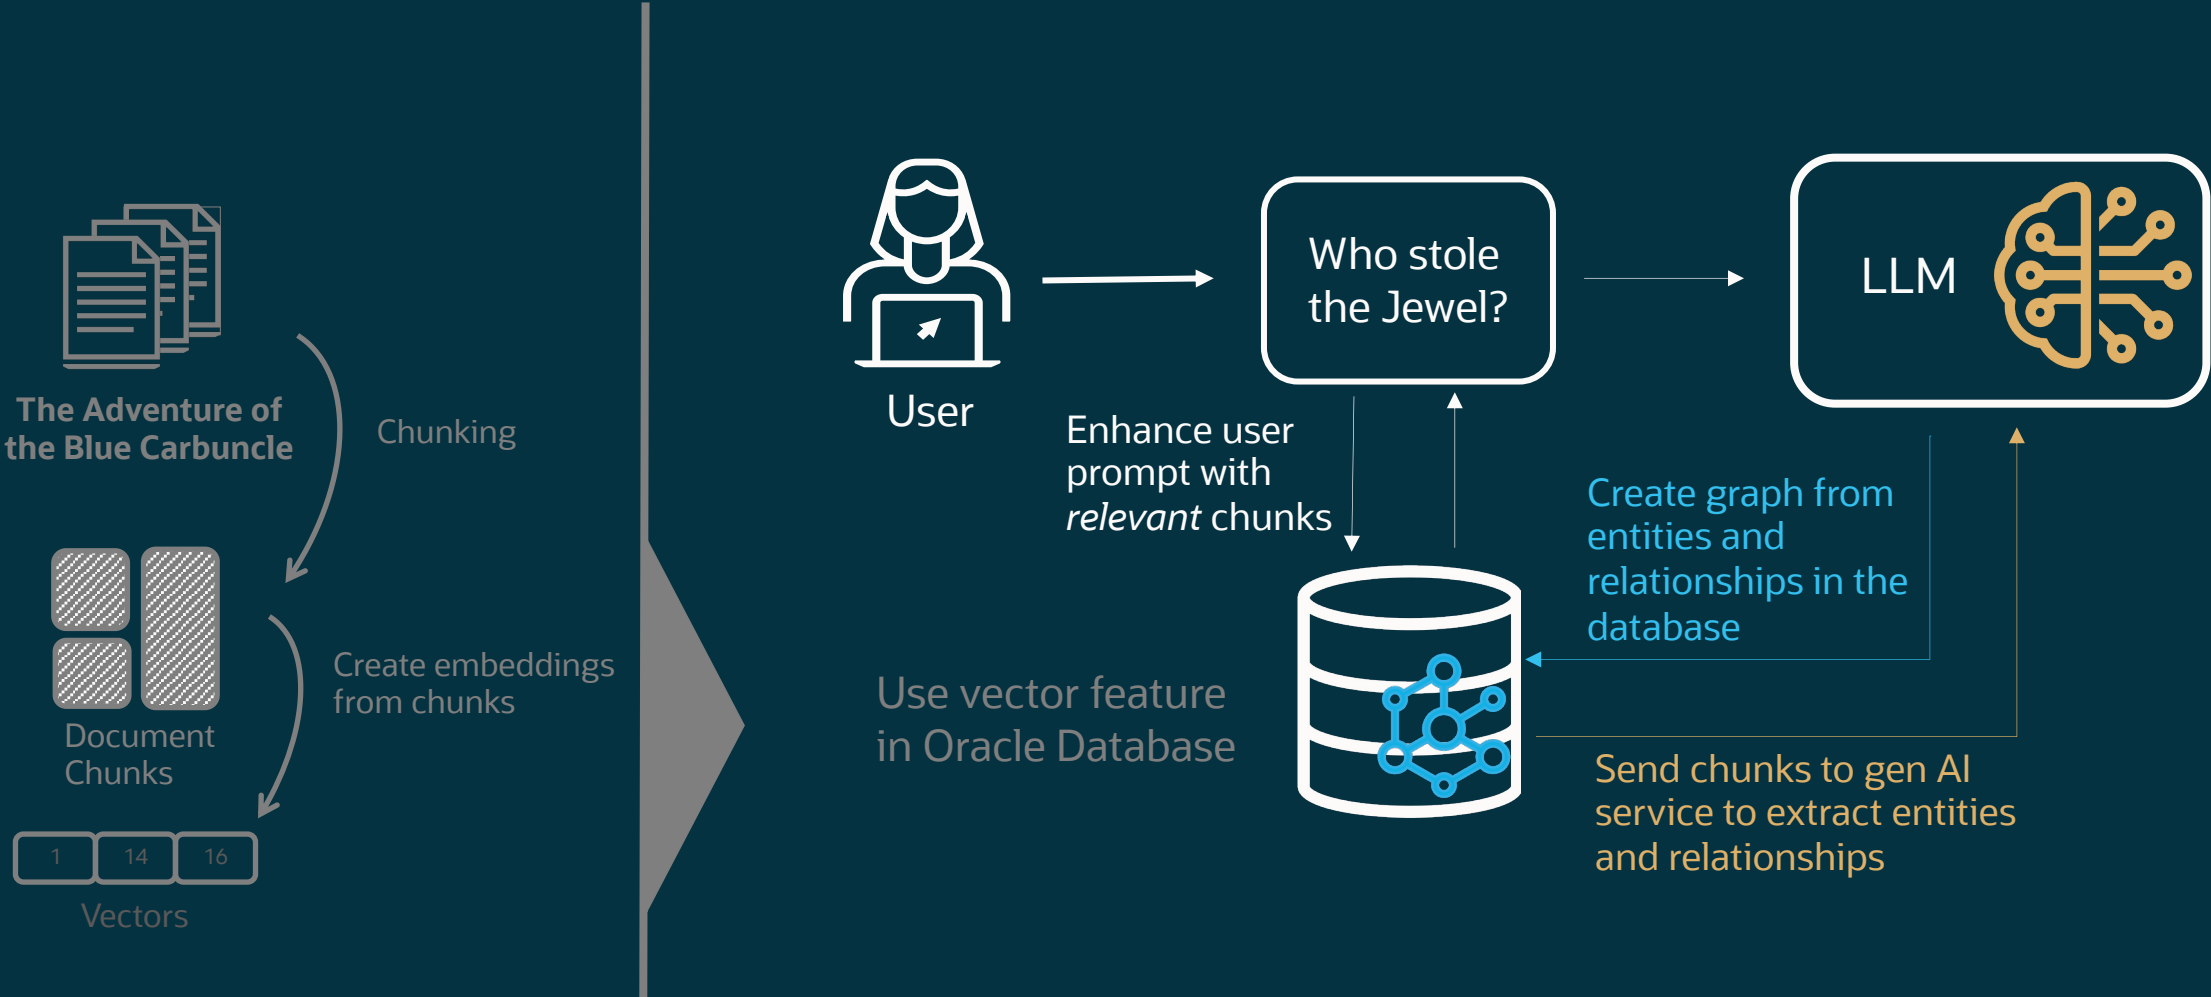 The Adventure of
the Blue Carbuncle
Chunking
Document
Chunks
Create embeddings
from chunks
1 14 16
Vectors
User
Who stole
the Jewel?
LLM
Enhance user
prompt with
relevant chunks
Use vector feature
in Oracle Database
Create graph from
entities and
relationships in the
database
Send chunks to gen AI
service to extract entities
and relationships